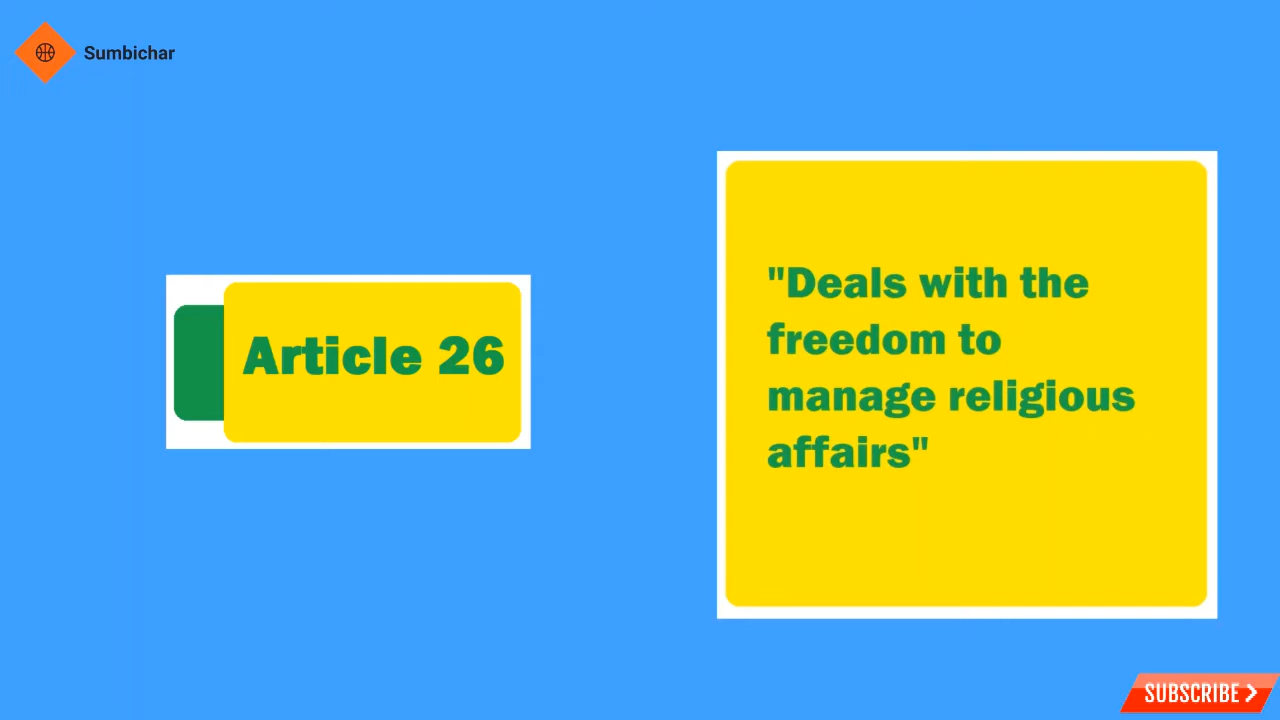 Sumbichar
Article 26
"Deals with the
freedom to
manage religious
affairs"
SUBSCRIBE